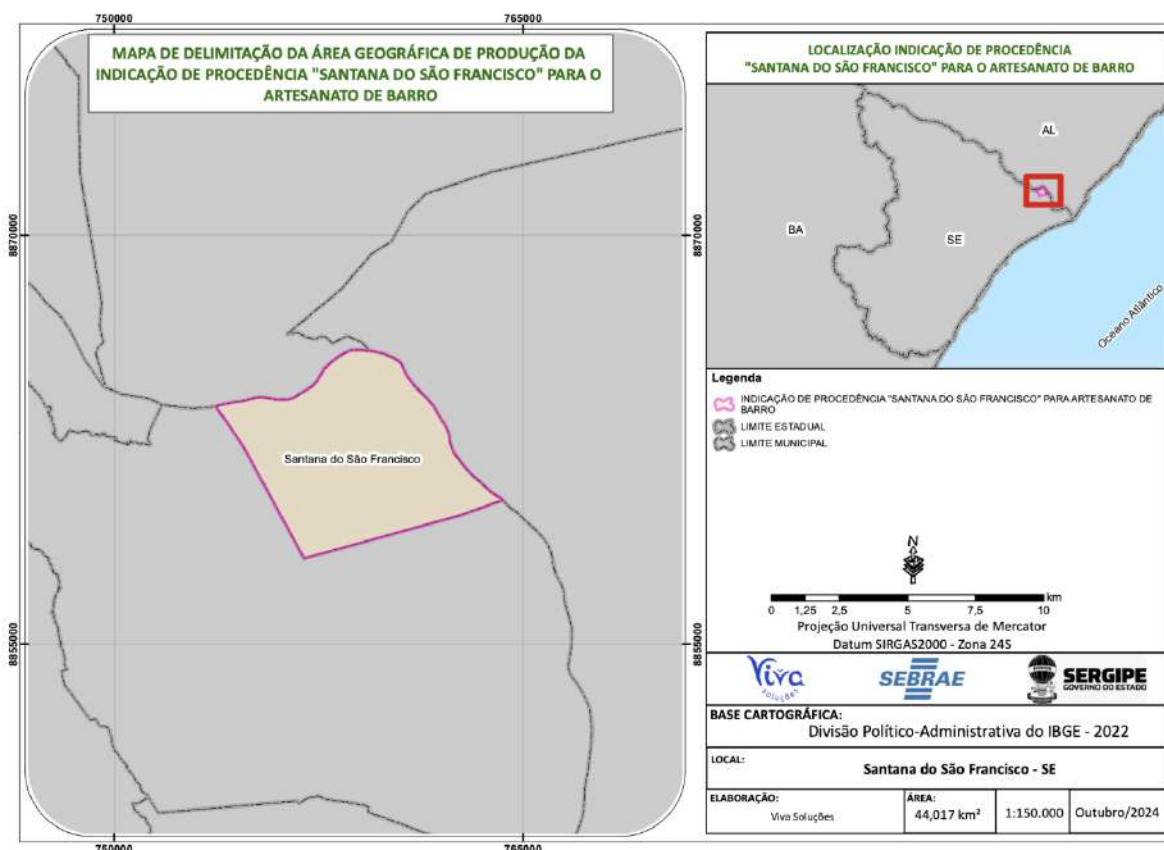 750000
765000
MAPA DE DELIMITAÇÃO DA ÁREA GEOGRÁFICA DE PRODUÇÃO DA
INDICAÇÃO DE PROCEDÊNCIA "SANTANA DO SÃO FRANCISCO" PARA O
ARTESANATO DE BARRO
8870000
8870000
Santana do São Francisco
8855000
8855000
750000
765000
LOCALIZAÇÃO INDICAÇÃO DE PROCEDÊNCIA
"SANTANA DO SÃO FRANCISCO" PARA O ARTESANATO DE BARRO
AL
BA
SE
Oceano Atlântico
Legenda
INDICAÇÃO DE PROCEDÊNCIA "SANTANA DO SÃO FRANCISCO" PARA ARTESANATO DE
BARRO
LIMITE ESTADUAL
LIMITE MUNICIPAL
N
km
0 1,25 2,5 5 7,5 10
Projeção Universal Transversa de Mercator
Datum SIRGAS2000 - Zona 24S
Viva
SOLUÇÕES
SEBRAE
SERGIPE
GOVERNO DO ESTADO
BASE CARTOGRÁFICA:
Divisão Político-Administrativa do IBGE - 2022
LOCAL:
Santana do São Francisco - SE
ELABORAÇÃO:
Viva Soluções
ÁREA:
44,017 km²
1:150.000
Outubro/2024